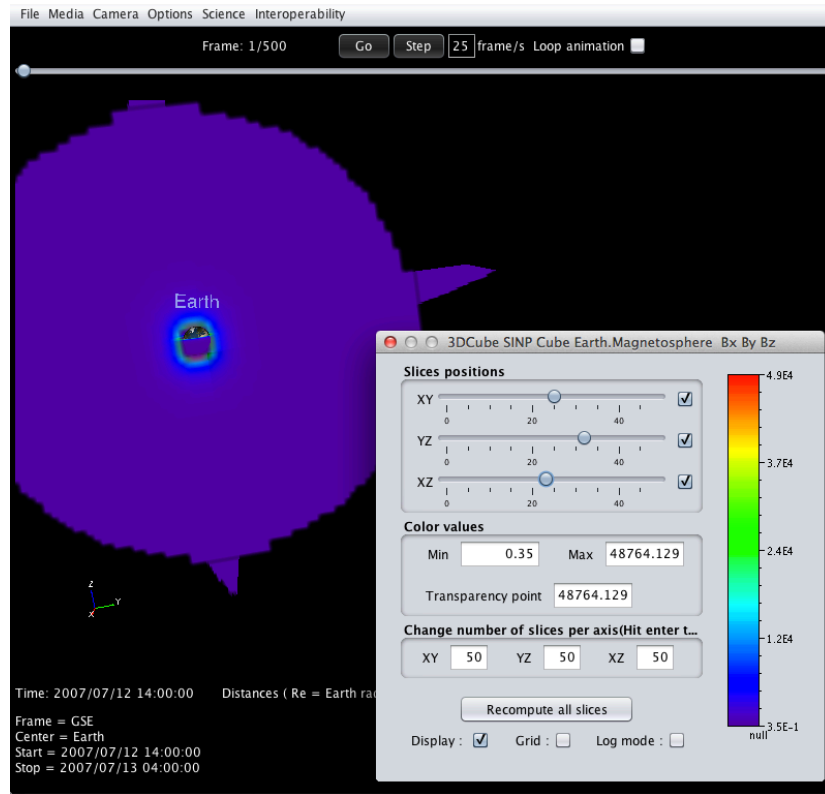 File Media Camera Options Science Interoperability
Frame: 1/500 Go Step 25 frame/s Loop animation
Earth
3DCube SINP Cube Earth.Magnetosphere Bx By Bz
Slices positions
XY
0 20 40
YZ
0 20 40
XZ
0 20 40
Color values
Min 0.35 Max 48764.129
Transparency point 48764.129
Change number of slices per axis(Hit enter t...
XY 50 YZ 50 XZ 50
Recompute all slices
Display : Grid : Log mode :
4.9E4
3.7E4
2.4E4
1.2E4
3.5E-1
null
Z
Y
X
Time: 2007/07/12 14:00:00 Distances ( Re = Earth rad
Frame = GSE
Center = Earth
Start = 2007/07/12 14:00:00
Stop = 2007/07/13 04:00:00